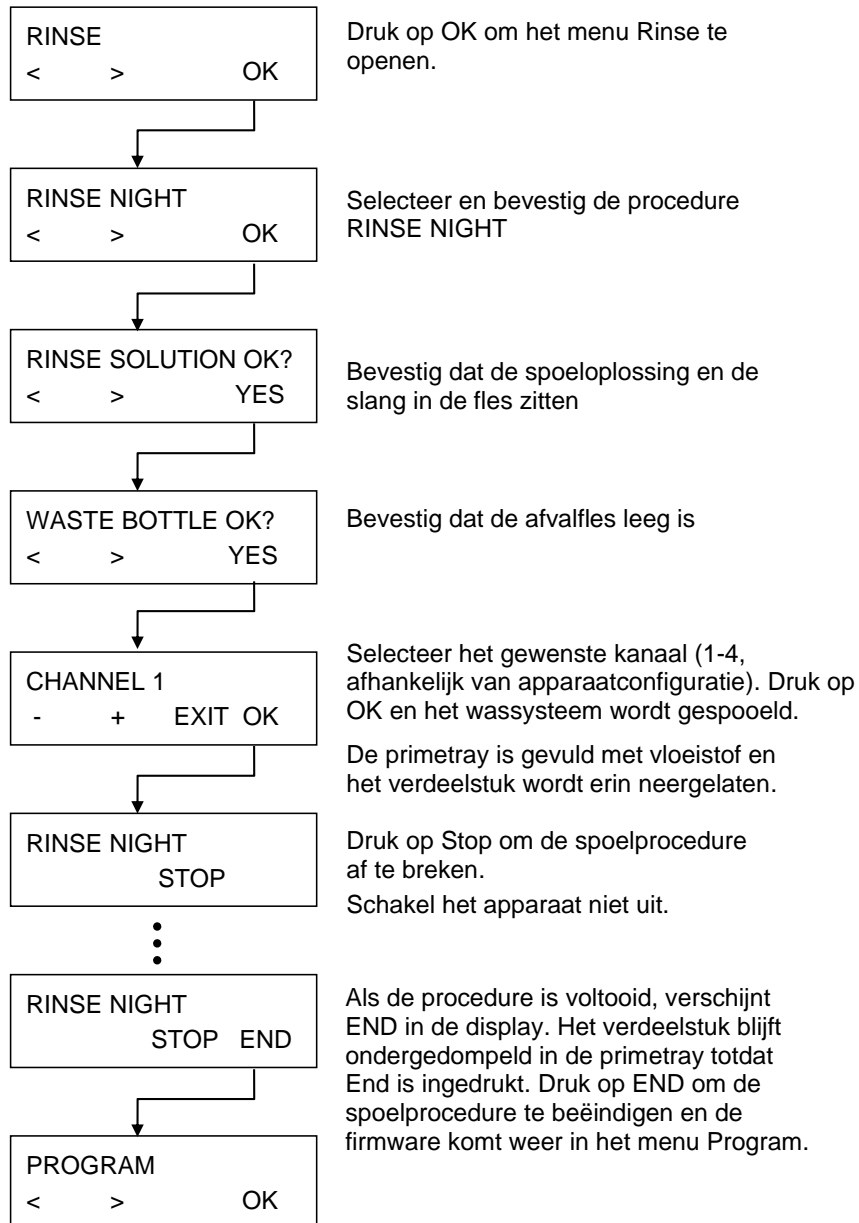 RINSE
< > OK
Druk op OK om het menu Rinse te
openen.
RINSE NIGHT
< > OK
Selecteer en bevestig de procedure
RINSE NIGHT
RINSE SOLUTION OK?
< > YES
Bevestig dat de spoeloplossing en de
slang in de fles zitten
WASTE BOTTLE OK?
< > YES
Bevestig dat de afvalfles leeg is
CHANNEL 1
- + EXIT OK
Selecteer het gewenste kanaal (1-4,
afhankelijk van apparaatconfiguratie). Druk op
OK en het wassysteem wordt gespooeld.
De primetray is gevuld met vloeistof en
het verdeelstuk wordt erin neergelaten.
RINSE NIGHT
STOP
Druk op Stop om de spoelprocedure
af te breken.
Schakel het apparaat niet uit.
RINSE NIGHT
STOP END
Als de procedure is voltooid, verschijnt
END in de display. Het verdeelstuk blijft
ondergedompeld in de primetray totdat
End is ingedrukt. Druk op END om de
spoelprocedure te beëindigen en de
firmware komt weer in het menu Program.
PROGRAM
< > OK